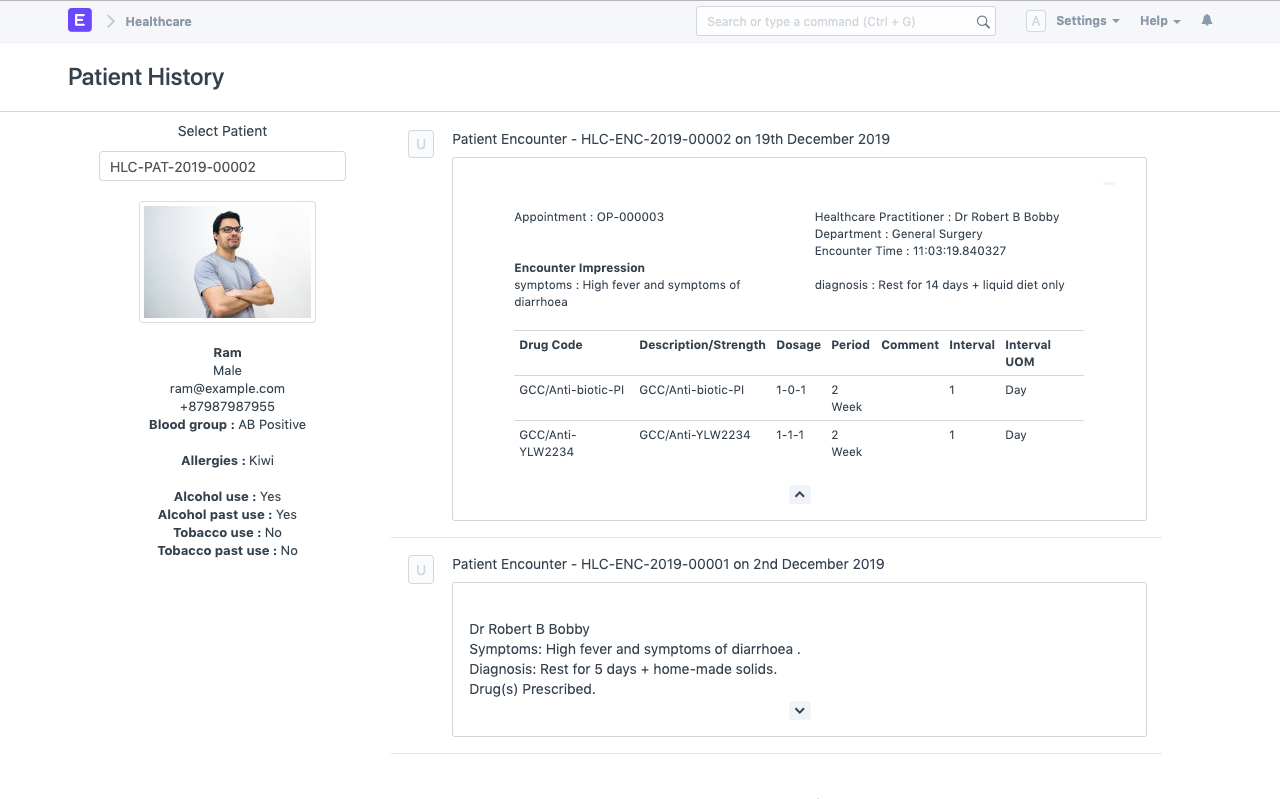 E Healthcare Search or type a command (Ctrl + G) A Settings Help
Patient History
Select Patient
HLC-PAT-2019-00002
Ram
Male
ram@example.com
+87987987955
Blood group : AB Positive
Allergies : Kiwi
Alcohol use : Yes
Alcohol past use : Yes
Tobacco use : No
Tobacco past use : No
U Patient Encounter - HLC-ENC-2019-00002 on 19th December 2019
Appointment : OP-000003
Healthcare Practitioner : Dr Robert B Bobby
Department : General Surgery
Encounter Time : 11:03:19.840327
Encounter Impression
symptoms : High fever and symptoms of
diarrhoea
diagnosis : Rest for 14 days + liquid diet only
Drug Code Description/Strength Dosage Period Comment Interval Interval
UOM
GCC/Anti-biotic-PI GCC/Anti-biotic-PI 1-0-1 2 1 Day
Week
GCC/Anti- GCC/Anti-YLW2234 1-1-1 2 1 Day
YLW2234 Week
U Patient Encounter - HLC-ENC-2019-00001 on 2nd December 2019
Dr Robert B Bobby
Symptoms: High fever and symptoms of diarrhoea .
Diagnosis: Rest for 5 days + home-made solids.
Drug(s) Prescribed.